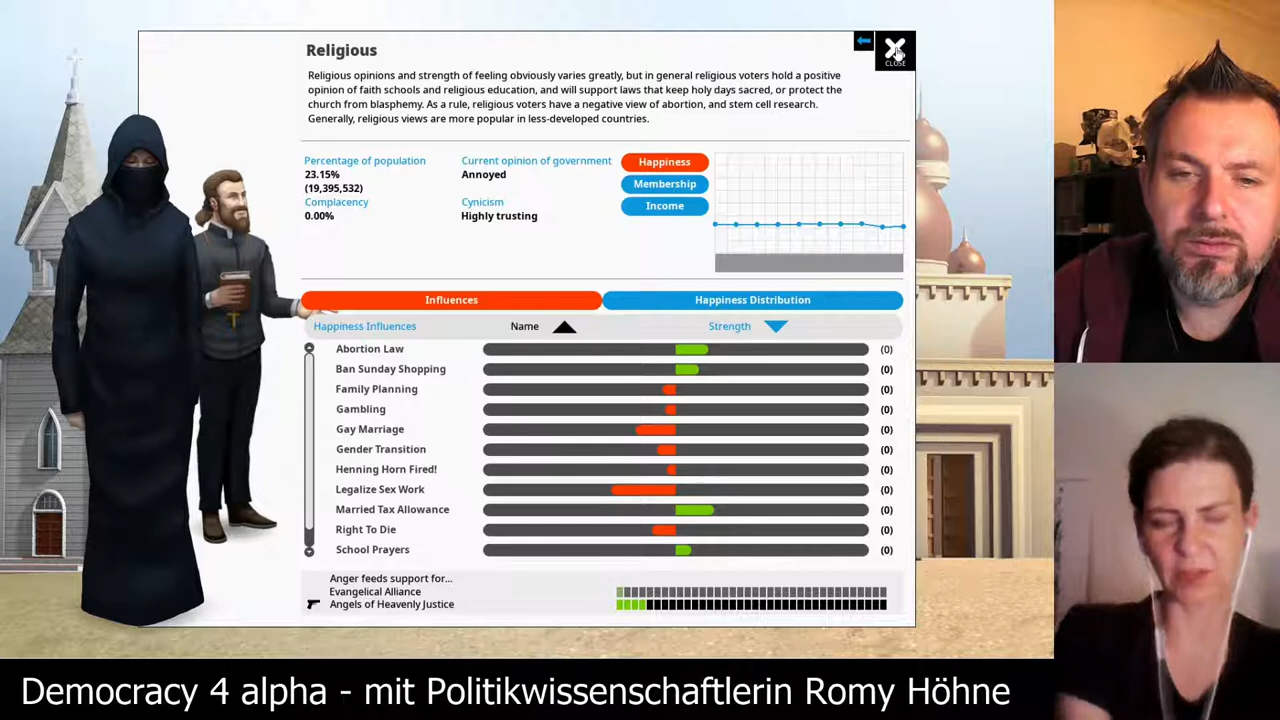 CLOSE
Religious
Religious opinions and strength of feeling obviously varies greatly, but in general religious voters hold a positive
opinion of faith schools and religious education, and will support laws that keep holy days sacred, or protect the
church from blasphemy. As a rule, religious voters have a negative view of abortion, and stem cell research.
Generally, religious views are more popular in less-developed countries.
Percentage of population
23.15%
(19,395,532)
Complacency
0.00%
Current opinion of government
Annoyed
Cynicism
Highly trusting
Happiness
Membership
Income
Influences
Happiness Distribution
Happiness Influences Name Strength
Abortion Law (0)
Ban Sunday Shopping (0)
Family Planning (0)
Gambling (0)
Gay Marriage (0)
Gender Transition (0)
Henning Horn Fired! (0)
Legalize Sex Work (0)
Married Tax Allowance (0)
Right To Die (0)
School Prayers (0)
Anger feeds support for...
Evangelical Alliance
Angels of Heavenly Justice
Democracy 4 alpha - mit Politikwissenschaftlerin Romy Höhne